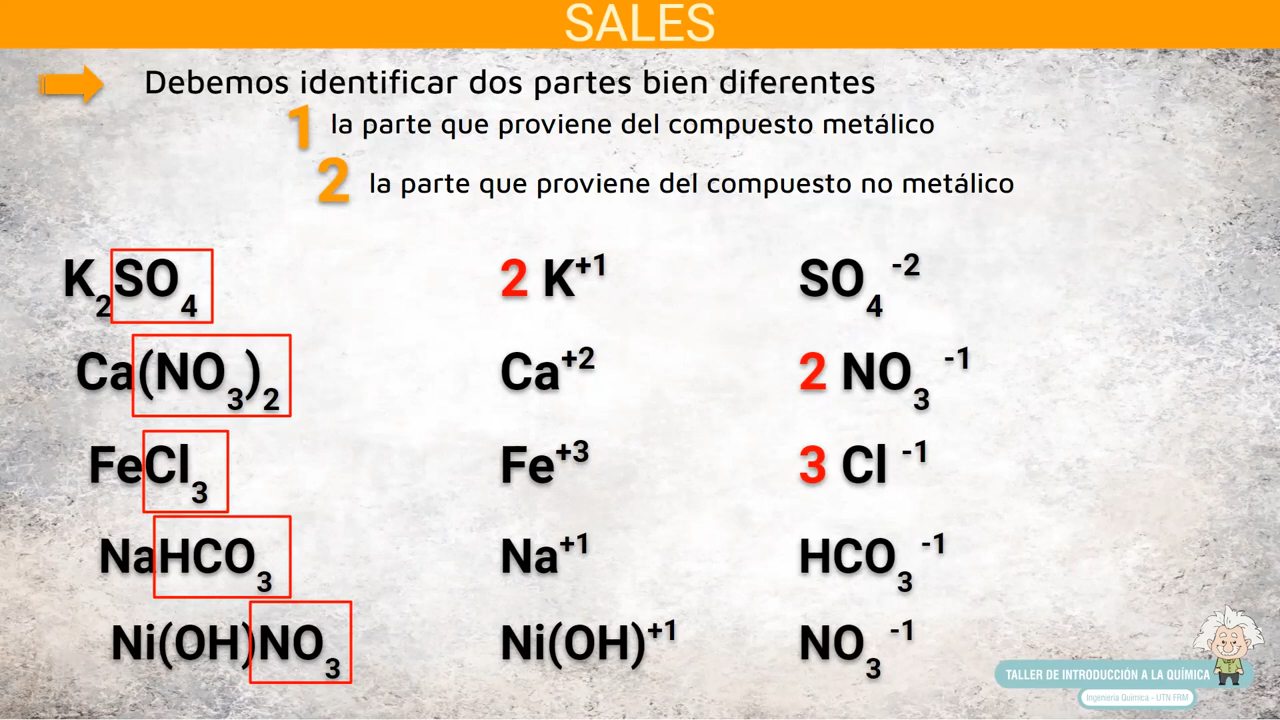 SALES
Debemos identificar dos partes bien diferentes
1 la parte que proviene del compuesto metálico
2 la parte que proviene del compuesto no metálico
K₂SO₄ 2 K⁺¹ SO₄⁻²
Ca(NO₃)₂ Ca⁺² 2 NO₃⁻¹
FeCl₃ Fe⁺³ 3 Cl⁻¹
NaHCO₃ Na⁺¹ HCO₃⁻¹
Ni(OH)NO₃ Ni(OH)⁺¹ NO₃⁻¹
TALLER DE INTRODUCCIÓN A LA QUÍMICA
Ingeniería Química - UTN FRM